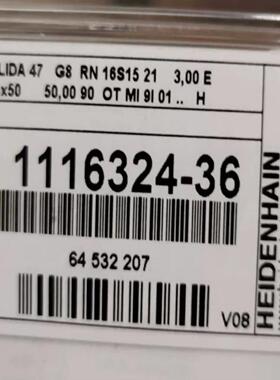 LIDA 47 G8 RN 16S15 21 3,00 E
x50 50,00 90 OT MI 9I 01 .. H
1116324-36
64 532 207
V08
HEIDENHAIN